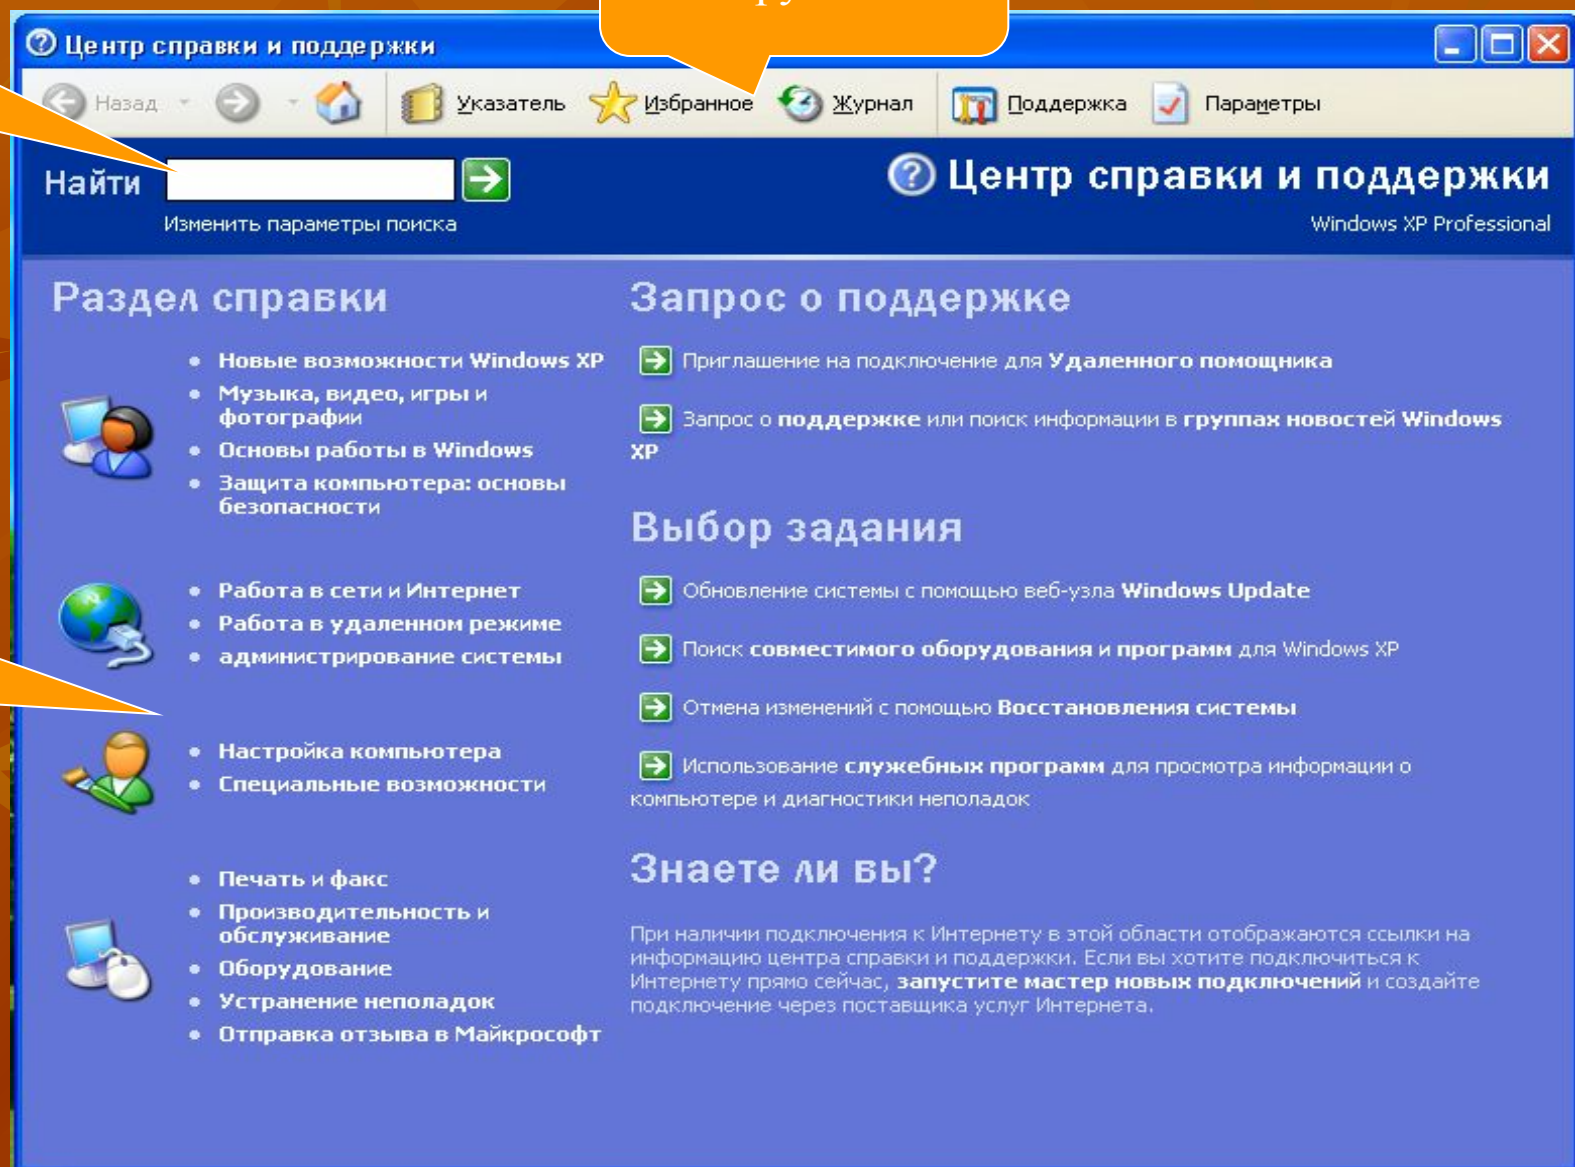 Центр справки и поддержки
Назад
Указатель
Избранное
Журнал
Поддержка
Параметры
Найти
Изменить параметры поиска
Центр справки и поддержки
Windows XP Professional
Раздел справки
Новые возможности Windows XP
Музыка, видео, игры и
фотографии
Основы работы в Windows
Защита компьютера: основы
безопасности
Работа в сети и Интернет
Работа в удаленном режиме
администрирование системы
Настройка компьютера
Специальные возможности
Печать и факс
Производительность и
обслуживание
Оборудование
Устранение неполадок
Отправка отзыва в Майкрософт
Запрос о поддержке
Приглашение на подключение для Удаленного помощника
Запрос о поддержке или поиск информации в группах новостей Windows
XP
Выбор задания
Обновление системы с помощью веб-узла Windows Update
Поиск совместимого оборудования и программ для Windows XP
Отмена изменений с помощью Восстановления системы
Использование служебных программ для просмотра информации о
компьютере и диагностики неполадок
Знаете ли вы?
При наличии подключения к Интернету в этой области отображаются ссылки на
информацию центра справки и поддержки. Если вы хотите подключиться к
Интернету прямо сейчас, запустите мастер новых подключений и создайте
подключение через поставщика услуг Интернета.